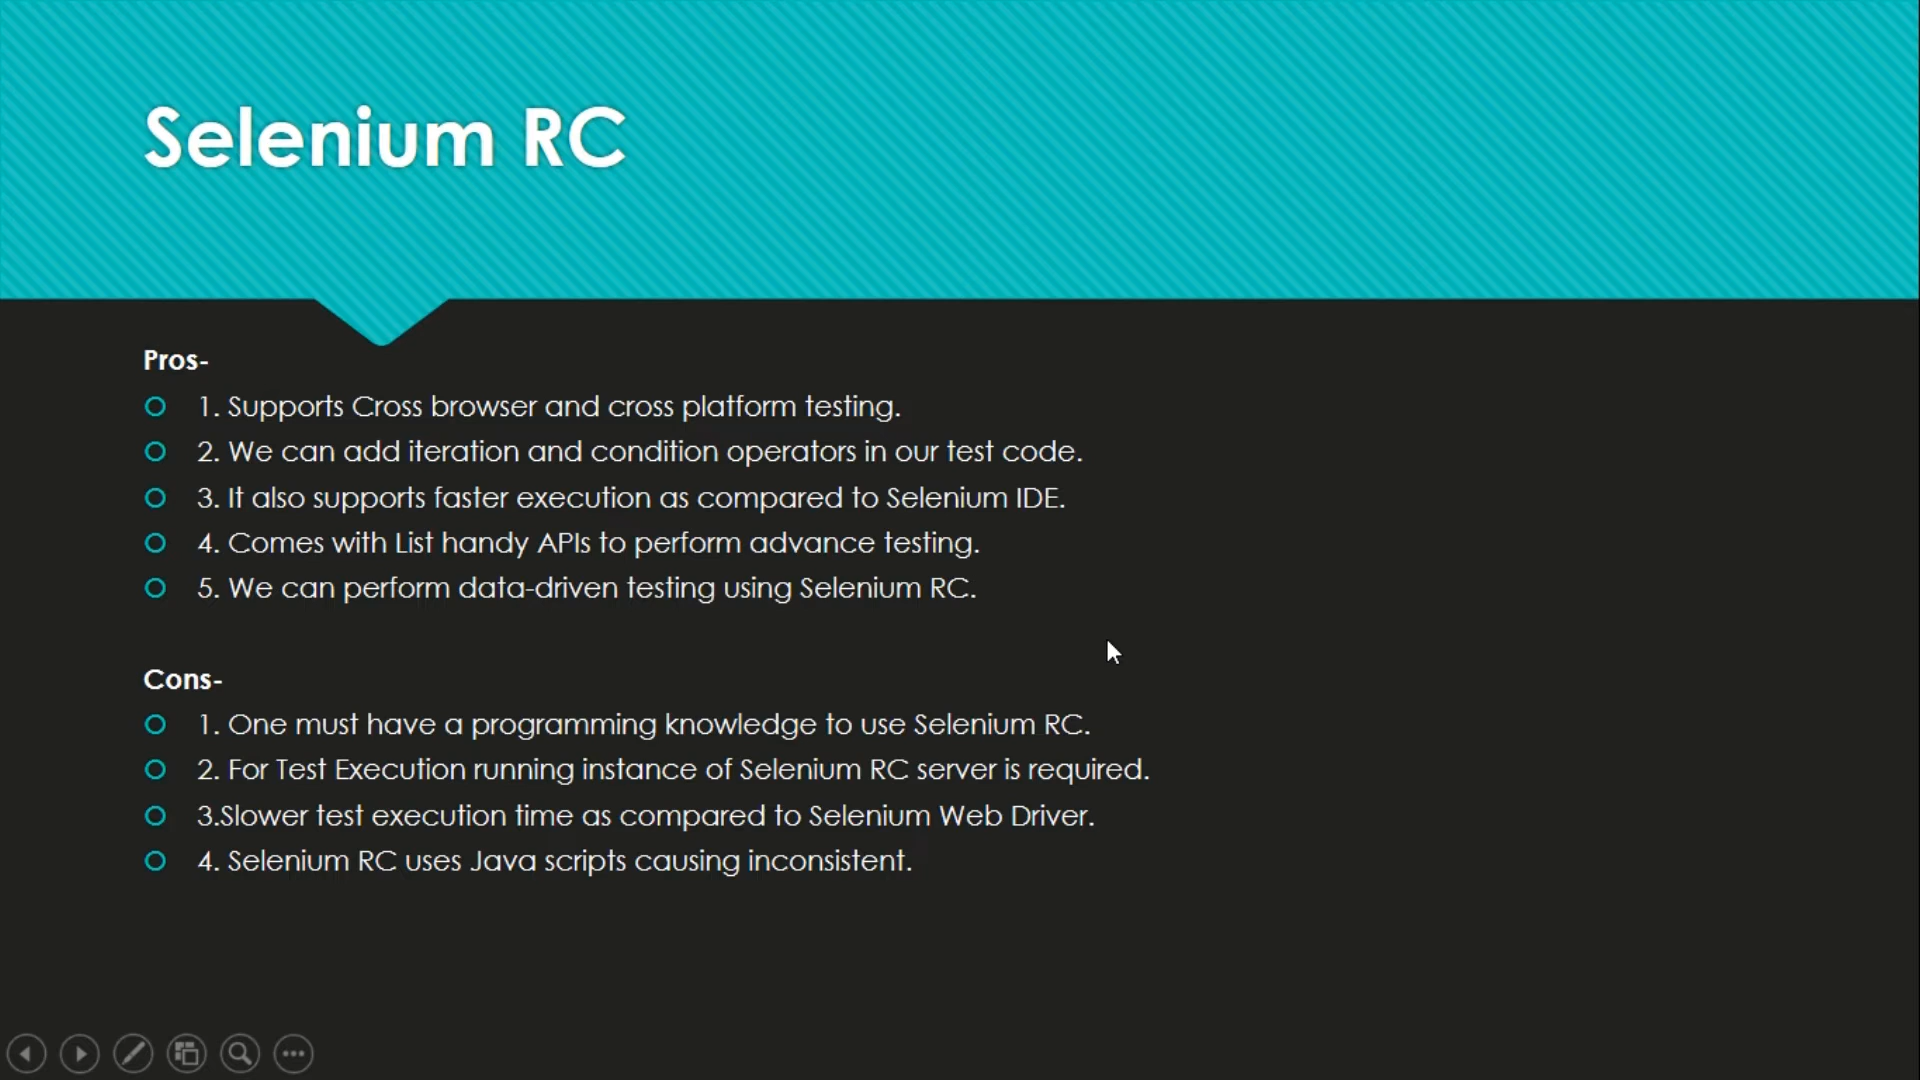 Selenium RC
Pros-
1. Supports Cross browser and cross platform testing.
2. We can add iteration and condition operators in our test code.
3. It also supports faster execution as compared to Selenium IDE.
4. Comes with List handy APIs to perform advance testing.
5. We can perform data-driven testing using Selenium RC.
Cons-
1. One must have a programming knowledge to use Selenium RC.
2. For Test Execution running instance of Selenium RC server is required.
3.Slower test execution time as compared to Selenium Web Driver.
4. Selenium RC uses Java scripts causing inconsistent.